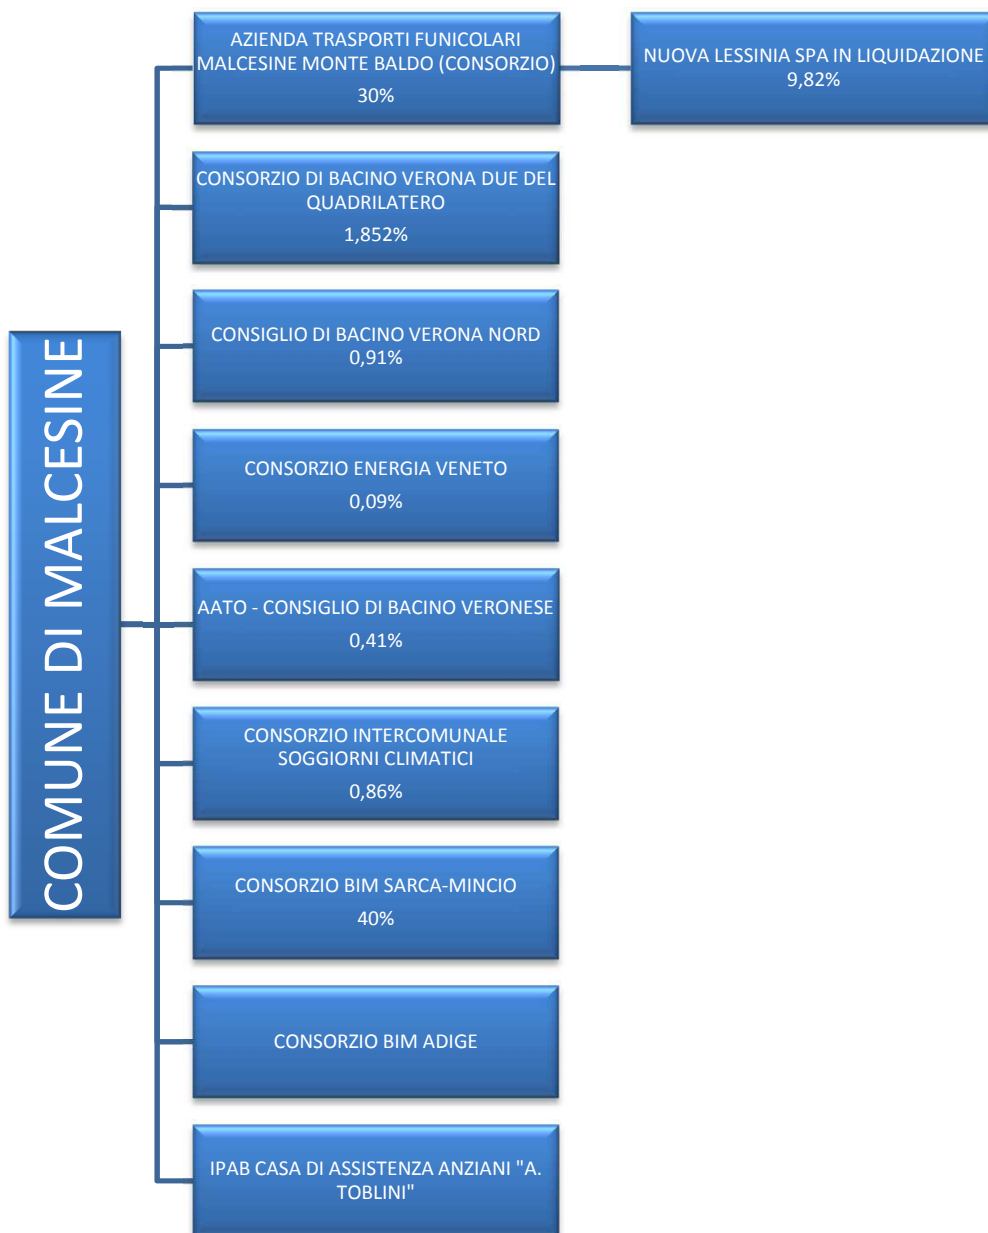 COMUNE DI MALCESINE
AZIENDA TRASPORTI FUNICOLARI
MALCESINE MONTE BALDO (CONSORZIO)
30%
NUOVA LESSINIA SPA IN LIQUIDAZIONE
9,82%
CONSORZIO DI BACINO VERONA DUE DEL
QUADRILATERO
1,852%
CONSIGLIO DI BACINO VERONA NORD
0,91%
CONSORZIO ENERGIA VENETO
0,09%
AATO - CONSIGLIO DI BACINO VERONESE
0,41%
CONSORZIO INTERCOMUNALE
SOGGIORNI CLIMATICI
0,86%
CONSORZIO BIM SARCA-MINCIO
40%
CONSORZIO BIM ADIGE
IPAB CASA DI ASSISTENZA ANZIANI "A.
TOBLINI"